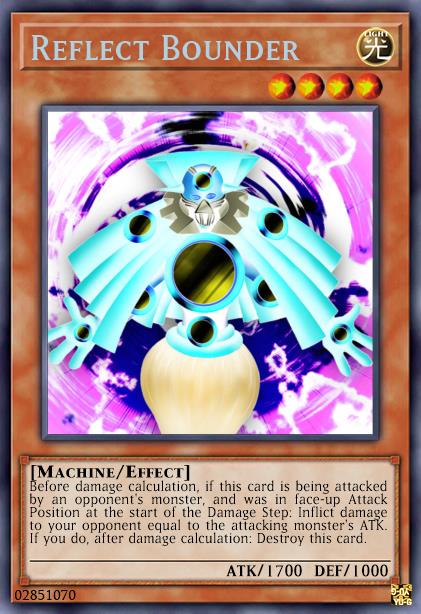 Reflect Bounder
LIGHT
光
[Machine/Effect]
Before damage calculation, if this card is being attacked
by an opponent's monster, and was in face-up Attack
Position at the start of the Damage Step: Inflict damage
to your opponent equal to the attacking monster's ATK.
If you do, after damage calculation: Destroy this card.
ATK/1700 DEF/1000
02851070